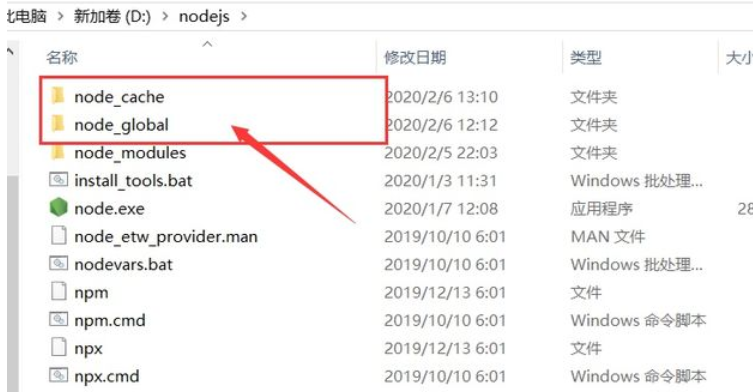 此电脑 > 新加卷 (D:) > nodejs >
名称 修改日期 类型 大小
node_cache 2020/2/6 13:10 文件夹
node_global 2020/2/6 12:12 文件夹
node_modules 2020/2/5 22:03 文件夹
install_tools.bat 2020/1/3 11:31 Windows 批处理...
node.exe 2020/1/7 12:08 应用程序 28
node_etw_provider.man 2019/10/10 6:01 MAN 文件
nodevars.bat 2019/10/10 6:01 Windows 批处理...
npm 2019/12/13 6:01 文件
npm.cmd 2019/10/10 6:01 Windows 命令脚本
npx 2019/12/13 6:01 文件
npx.cmd 2019/10/10 6:01 Windows 命令脚本